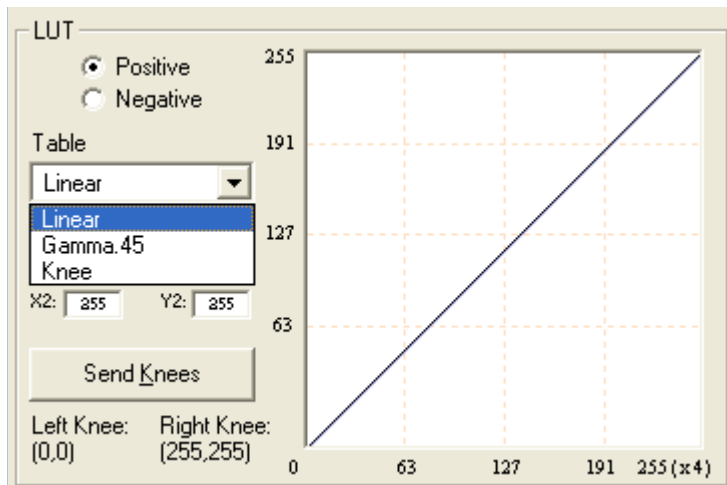 LUT
Positive
Negative
Table
Linear
Linear
Gamma.45
Knee
X2: 255 Y2: 255
Send Knees
Left Knee: Right Knee:
(0,0) (255,255)
255
191
127
63
0 63 127 191 255(x4)